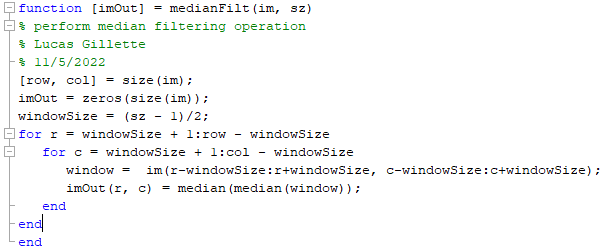 function [imOut] = medianFilt(im, sz)
% perform median filtering operation
% Lucas Gillette
% 11/5/2022
[row, col] = size(im);
imOut = zeros(size(im));
windowSize = (sz - 1)/2;
for r = windowSize + 1:row - windowSize
for c = windowSize + 1:col - windowSize
window =  im(r-windowSize:r+windowSize, c-windowSize:c+windowSize);
imOut(r, c) = median(median(window));
end
end
end